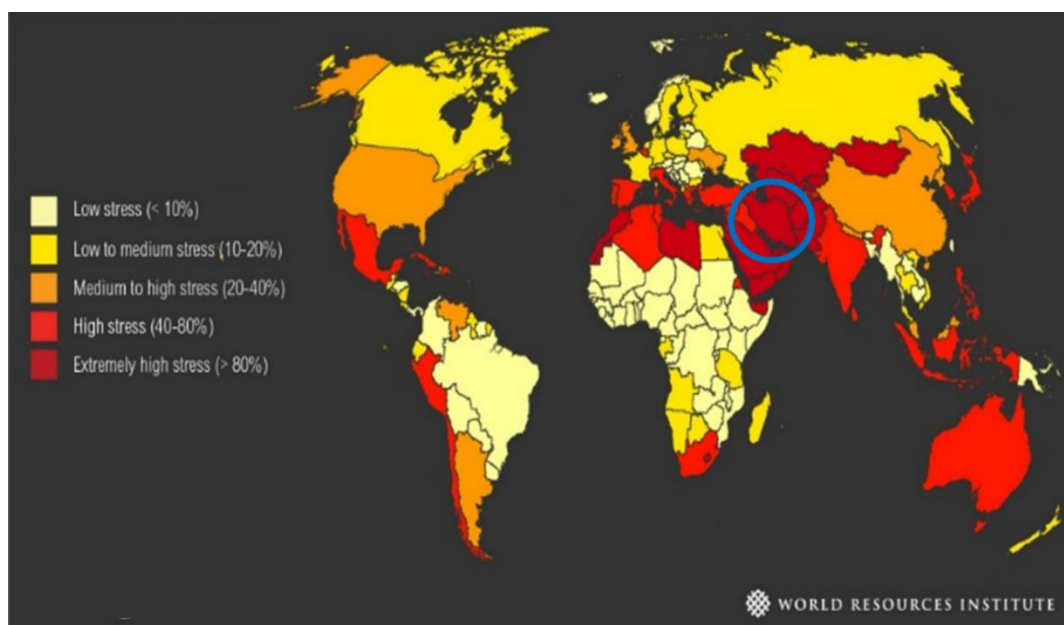 Low stress (< 10%)
Low to medium stress (10-20%)
Medium to high stress (20-40%)
High stress (40-80%)
Extremely high stress (> 80%)
WORLD RESOURCES INSTITUTE